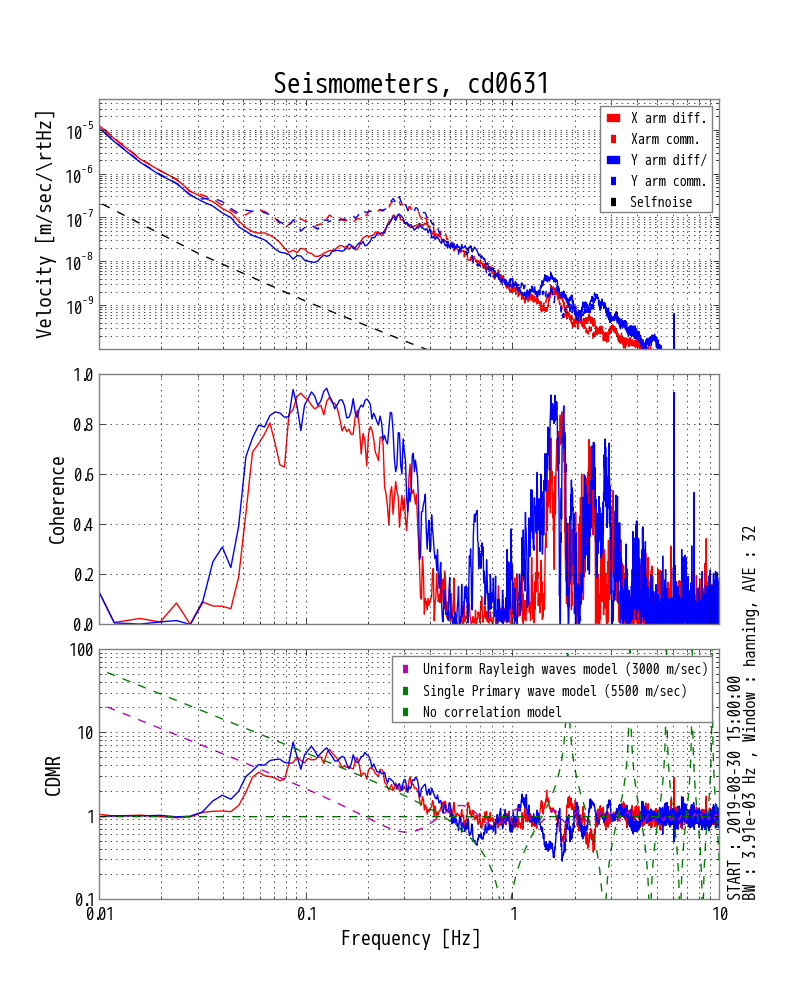 Seismometers, cd0631
Velocity [m/sec/\rtHz]
10^-5
10^-6
10^-7
10^-8
10^-9
X arm diff.
Xarm comm.
Y arm diff/
Y arm comm.
Selfnoise
Coherence
1.0
0.8
0.6
0.4
0.2
0.0
CDMR
100
10
1
0.1
Uniform Rayleigh waves model (3000 m/sec)
Single Primary wave model (5500 m/sec)
No correlation model
0.01 0.1 1 10
Frequency [Hz]
START : 2019-08-30 15:00:00
BW : 3.91e-03 Hz , Window : hanning, AVE : 32